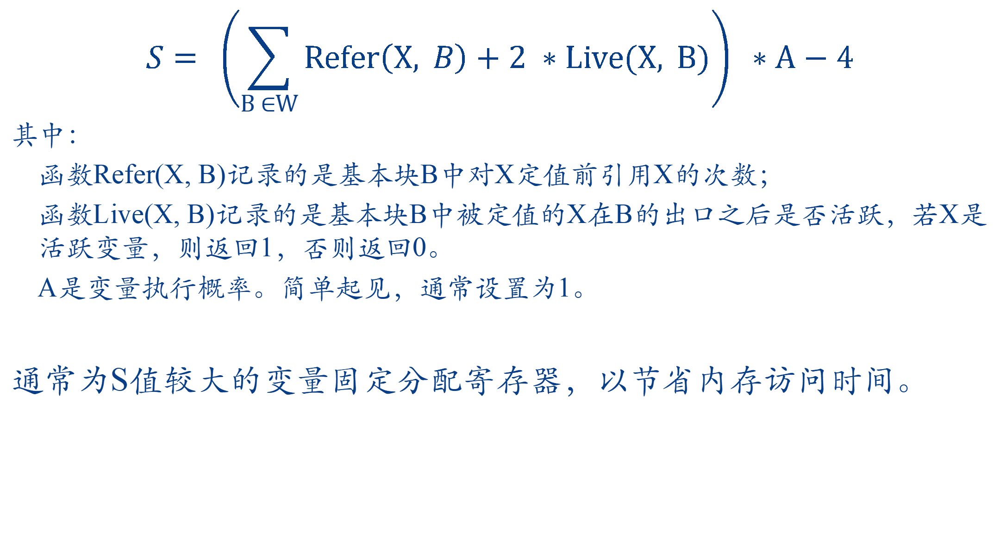 S = (∑ Refer(X, B) + 2 * Live(X, B)) * A − 4
B ∈W
其中：
函数Refer(X, B)记录的是基本块B中对X定值前引用X的次数；
函数Live(X, B)记录的是基本块B中被定值的X在B的出口之后是否活跃，若X是
活跃变量，则返回1，否则返回0。
A是变量执行概率。简单起见，通常设置为1。
通常为S值较大的变量固定分配寄存器，以节省内存访问时间。